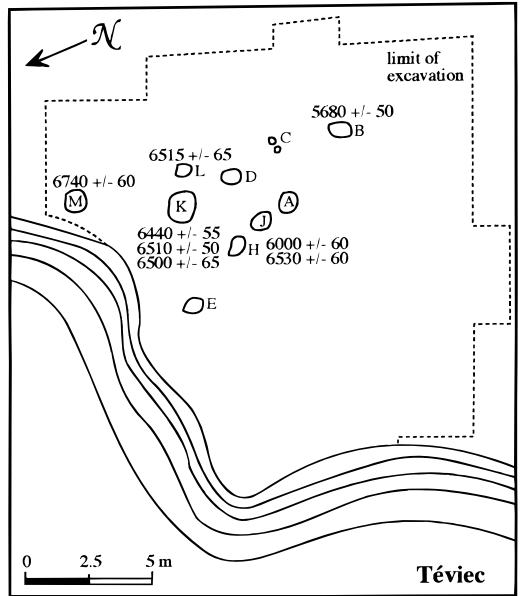 N
limit of
excavation
5680 +/- 50
B
C
6515 +/- 65
L
D
6740 +/- 60
M
K
A
J
6440 +/- 55
6510 +/- 50
6500 +/- 65
H
6000 +/- 60
6530 +/- 60
E
0 2.5 5 m
Téviec